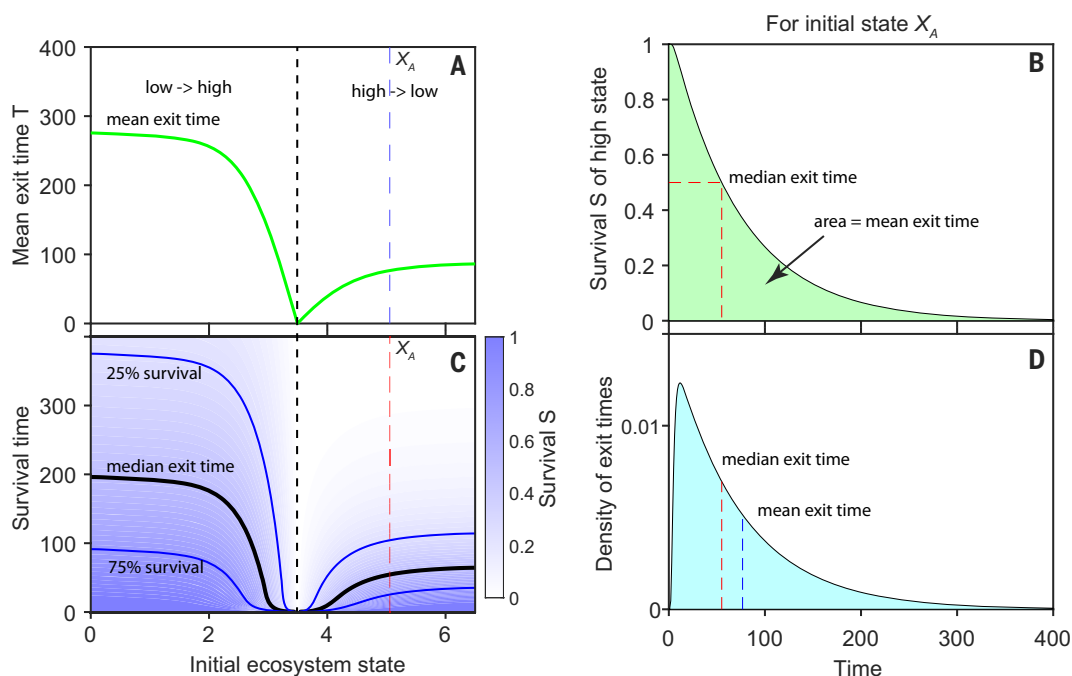 A
400
300
200
100
0
Mean exit time T
low -> high
high -> low
mean exit time
X_A
C
300
200
100
0
Survival time
25% survival
median exit time
75% survival
X_A
0
2
4
6
Initial ecosystem state
1
0.8
0.6
0.4
0.2
0
Survival S
For initial state X_A
B
1
0.8
0.6
0.4
0.2
0
Survival S of high state
median exit time
area = mean exit time
D
0.01
0
Density of exit times
median exit time
mean exit time
0
100
200
300
400
Time